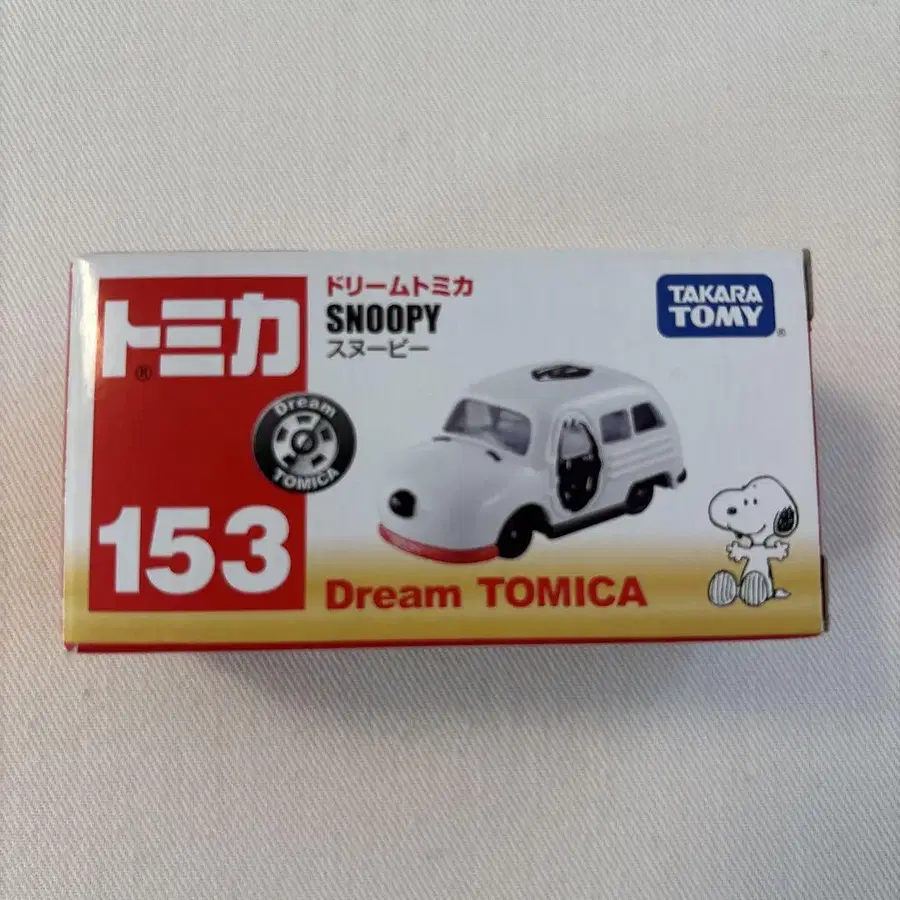 トミカ®
153
Dream
TOMICA
ドリームトミカ
SNOOPY
スヌーピー
TAKARA
TOMY®
Dream TOMICA